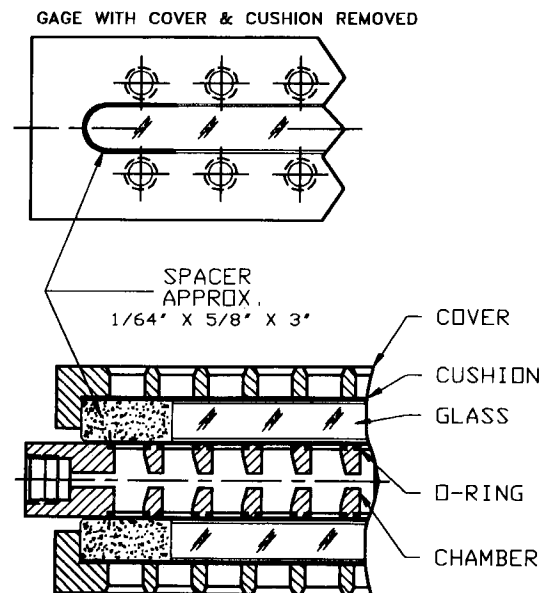 GAGE WITH COVER & CUSHION REMOVED
SPACER
APPROX.
1/64" X 5/8" X 3"
COVER
CUSHION
GLASS
O-RING
CHAMBER